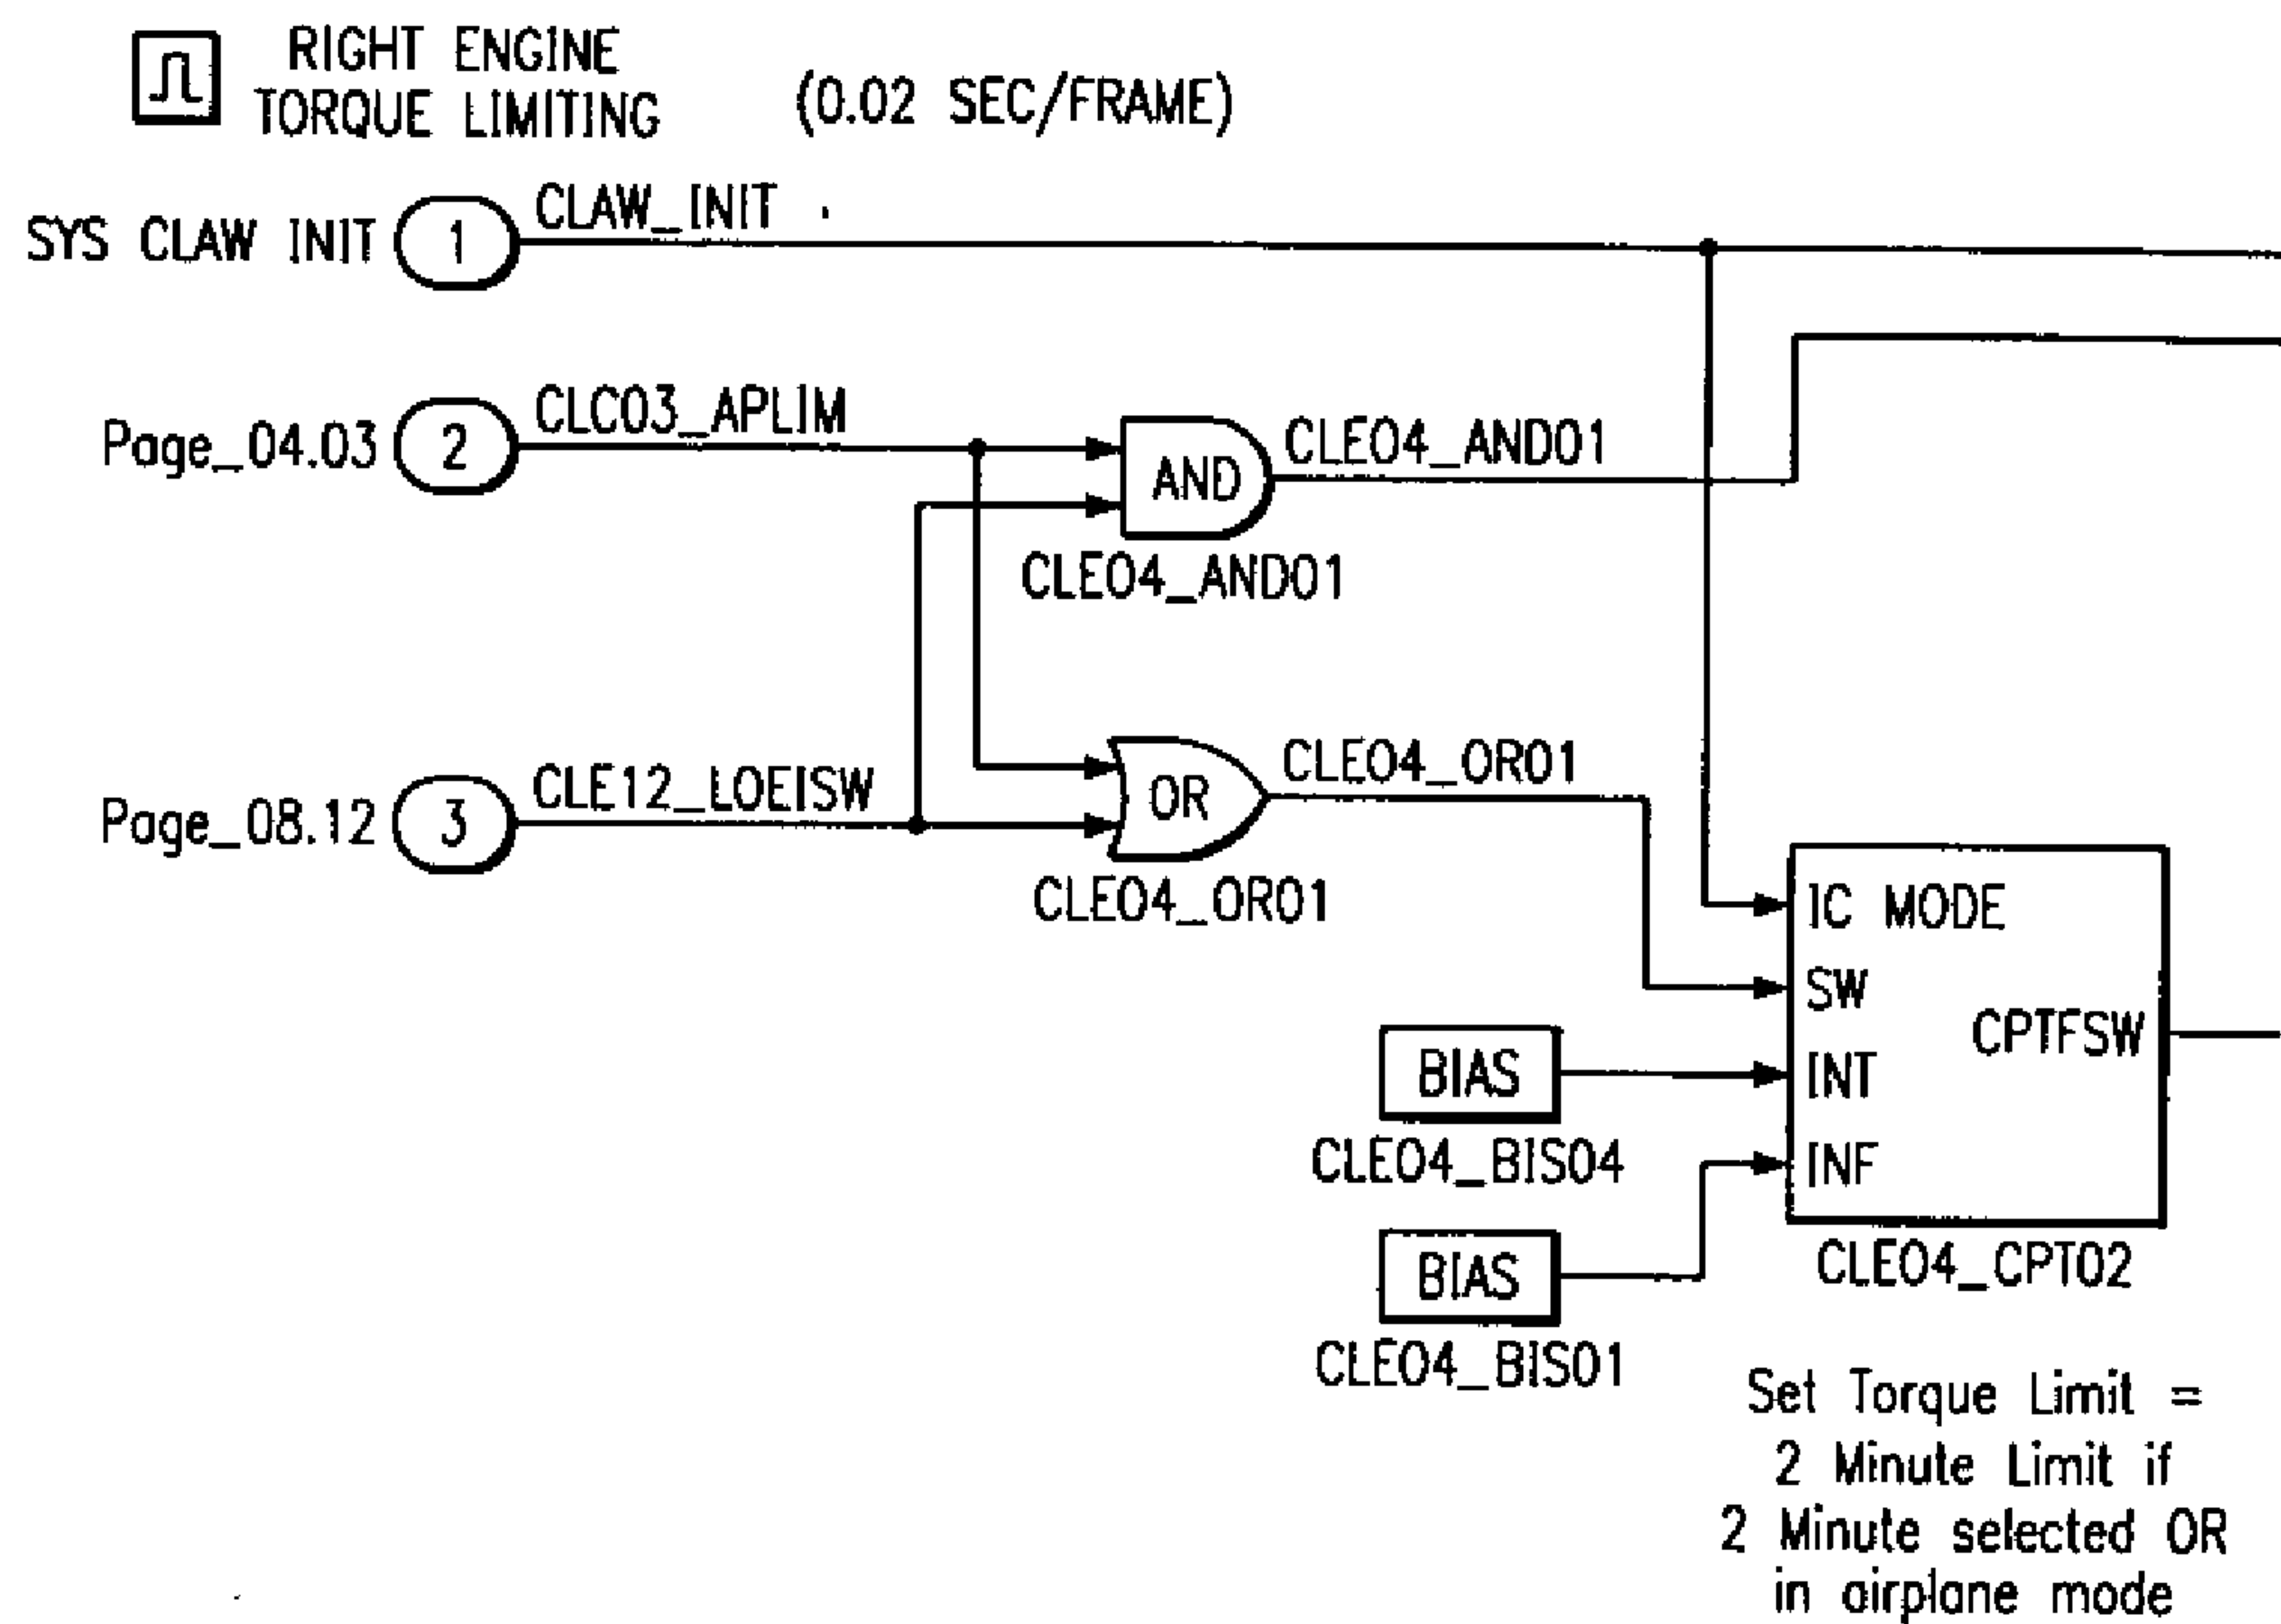 RIGHT ENGINE
TORQUE LIMITING (0.02 SEC/FRAME)
SYS CLAW INIT 1 CLAW_INIT
Page_04.03 2 CLC03_APLIM
AND
CLE04_AND01
CLE04_AND01
Page_08.12 3 CLE12_LOEISW
OR
CLE04_OR01
CLE04_OR01
IC MODE
SW
INT
INF
CPTFSW
CLE04_CPT02
BIAS
CLE04_BIS04
BIAS
CLE04_BIS01
Set Torque Limit =
2 Minute Limit if
2 Minute selected OR
in airplane mode